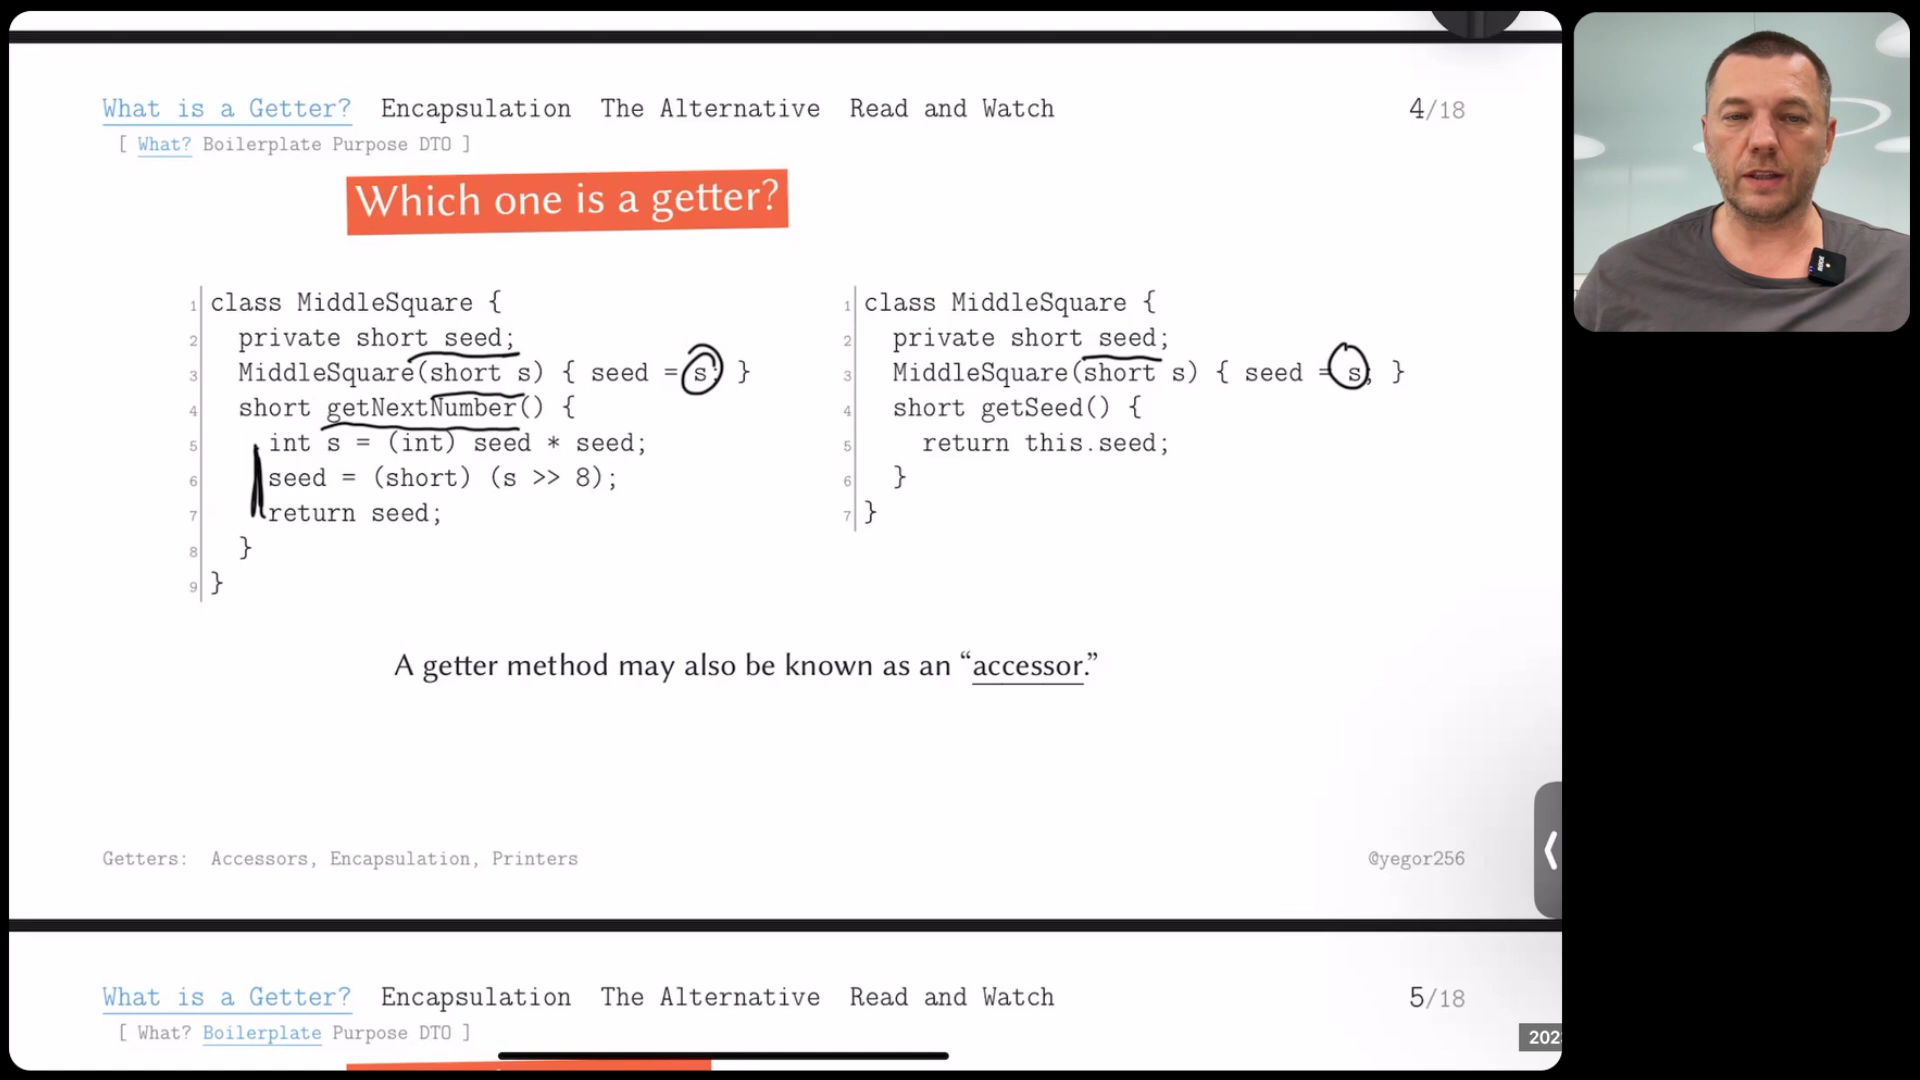 What is a Getter? Encapsulation The Alternative Read and Watch 4/18
[ What? Boilerplate Purpose DTO ]
Which one is a getter?
1 class MiddleSquare {
2 private short seed;
3 MiddleSquare(short s) { seed = s; }
4 short getNextNumber() {
5 int s = (int) seed * seed;
6 seed = (short) (s >> 8);
7 return seed;
8 }
9 }
1 class MiddleSquare {
2 private short seed;
3 MiddleSquare(short s) { seed = s; }
4 short getSeed() {
5 return this.seed;
6 }
7 }
A getter method may also be known as an “accessor.”
Getters: Accessors, Encapsulation, Printers @yegor256
What is a Getter? Encapsulation The Alternative Read and Watch 5/18
[ What? Boilerplate Purpose DTO ]
202